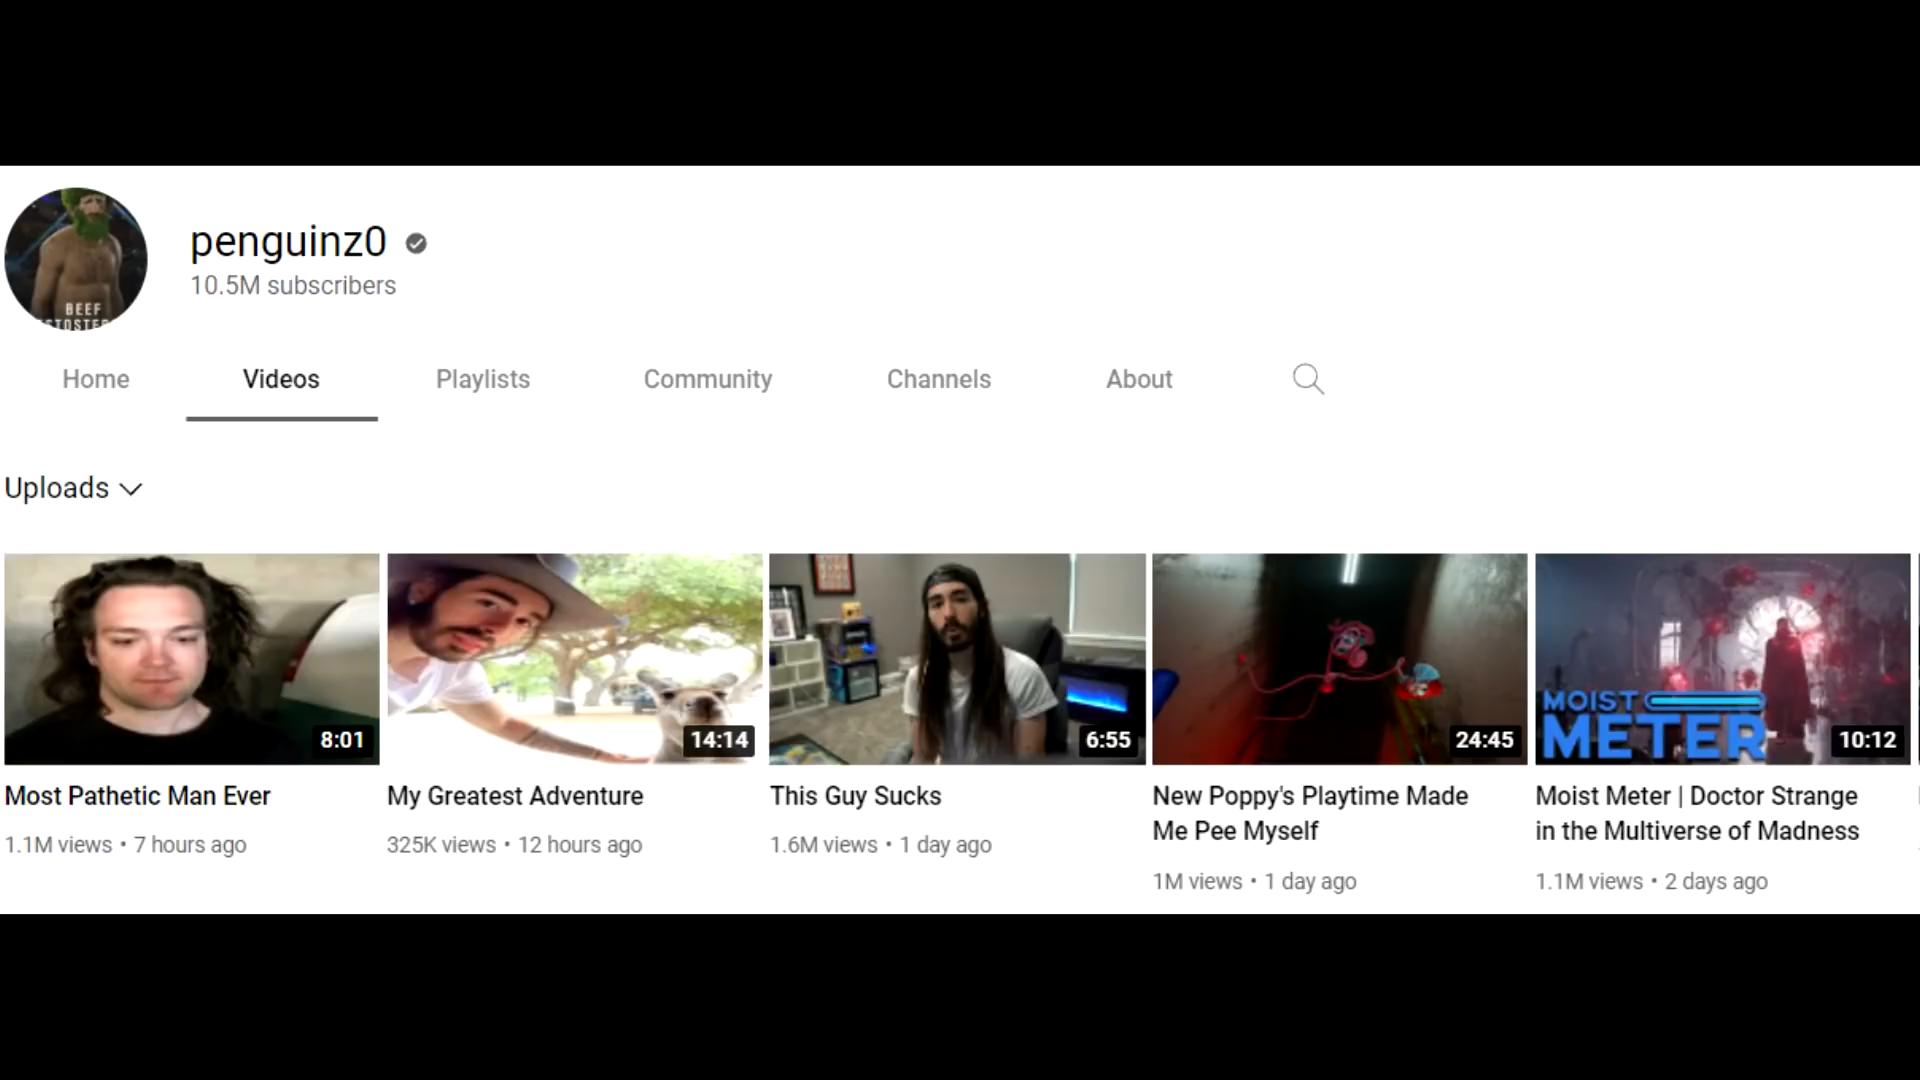 penguinz0
10.5M subscribers
BEEF
Home
Videos
Playlists
Community
Channels
About
Uploads
8:01
14:14
6:55
24:45
MOIST
METER
10:12
Most Pathetic Man Ever
1.1M views • 7 hours ago
My Greatest Adventure
325K views • 12 hours ago
This Guy Sucks
1.6M views • 1 day ago
New Poppy's Playtime Made
Me Pee Myself
1M views • 1 day ago
Moist Meter | Doctor Strange
in the Multiverse of Madness
1.1M views • 2 days ago